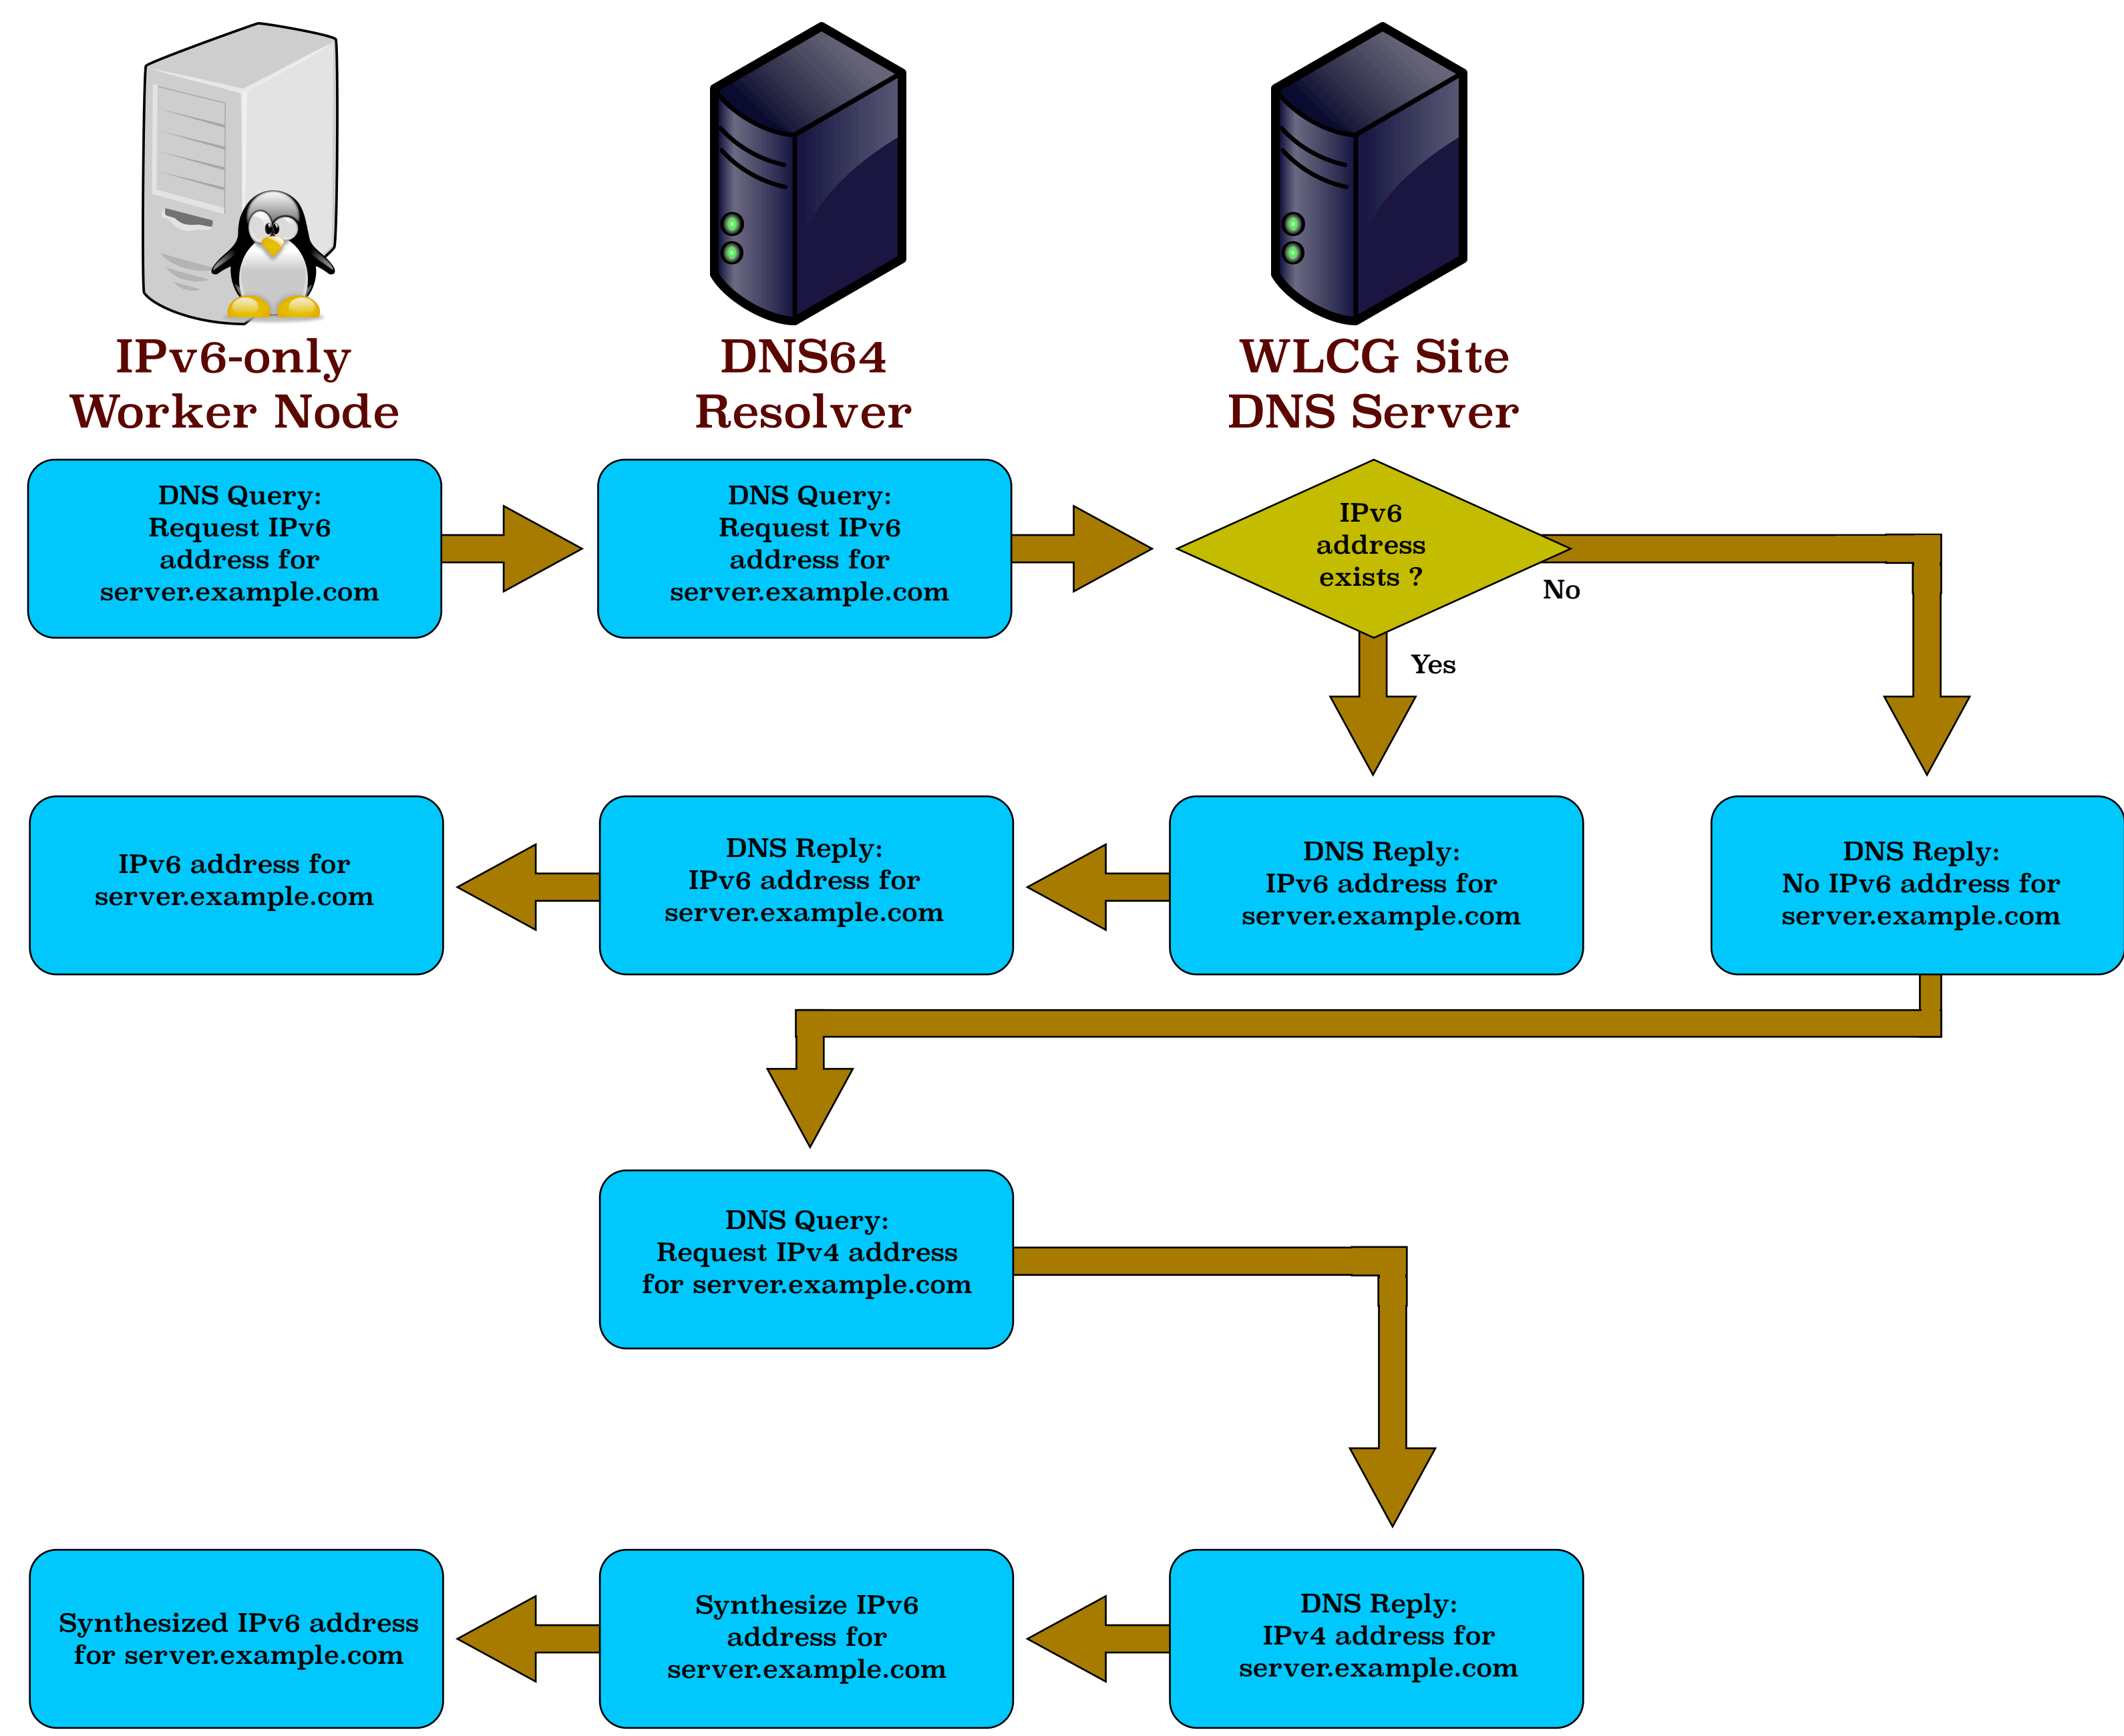 IPv6-only
Worker Node
DNS64
Resolver
WLCG Site
DNS Server
DNS Query:
Request IPv6
address for
server.example.com
DNS Query:
Request IPv6
address for
server.example.com
IPv6
address
exists ?
No
Yes
IPv6 address for
server.example.com
DNS Reply:
IPv6 address for
server.example.com
DNS Reply:
IPv6 address for
server.example.com
DNS Reply:
No IPv6 address for
server.example.com
DNS Query:
Request IPv4 address
for server.example.com
Synthesized IPv6 address
for server.example.com
Synthesize IPv6
address for
server.example.com
DNS Reply:
IPv4 address for
server.example.com